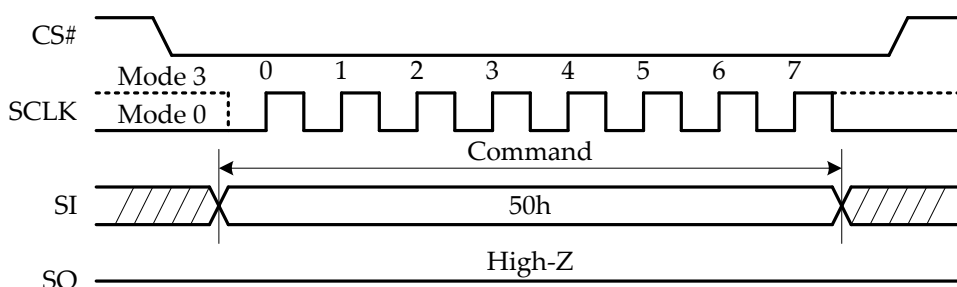 CS#
Mode 3 0 1 2 3 4 5 6 7
SCLK Mode 0
Command
SI 50h
High-Z
SO